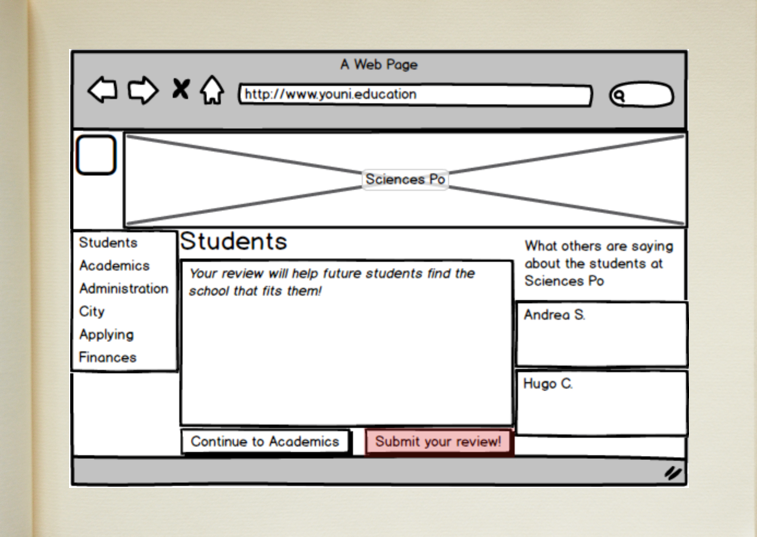 A Web Page
http://www.youni.education
Sciences Po
Students
Academics
Administration
City
Applying
Finances
Students
Your review will help future students find the
school that fits them!
Continue to Academics
Submit your review!
What others are saying
about the students at
Sciences Po
Andrea S.
Hugo C.